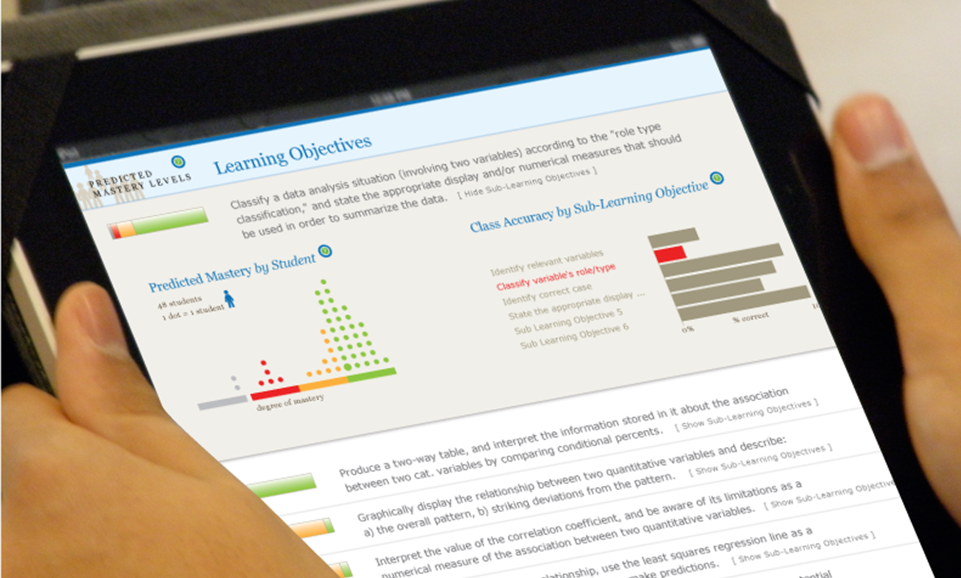 PREDICTED
MASTERY LEVELS
Learning Objectives
Classify a data analysis situation (involving two variables) according to the "role type
classification," and state the appropriate display and/or numerical measures that should
be used in order to summarize the data. [ Hide Sub-Learning Objectives ]
Predicted Mastery by Student
48 students
1 dot = 1 student
degree of mastery
Class Accuracy by Sub-Learning Objective
Identify relevant variables
Classify variable's role/type
Identify correct case
State the appropriate display ...
Sub Learning Objective 5
Sub Learning Objective 6
0%
% correct
Produce a two-way table, and interpret the information stored in it about the association
between two cat. variables by comparing conditional percents. [ Show Sub-Learning Objectives ]
Graphically display the relationship between two quantitative variables and describe:
a) the overall pattern, b) striking deviations from the pattern. [ Show Sub-Learning Objectives ]
Interpret the value of the correlation coefficient, and be aware of its limitations as a
numerical measure of the association between two quantitative variables. [ Show Sub-Learning Objective
relationship, use the least squares regression line as a
make predictions. [ Show Sub-Learning Objectives ]